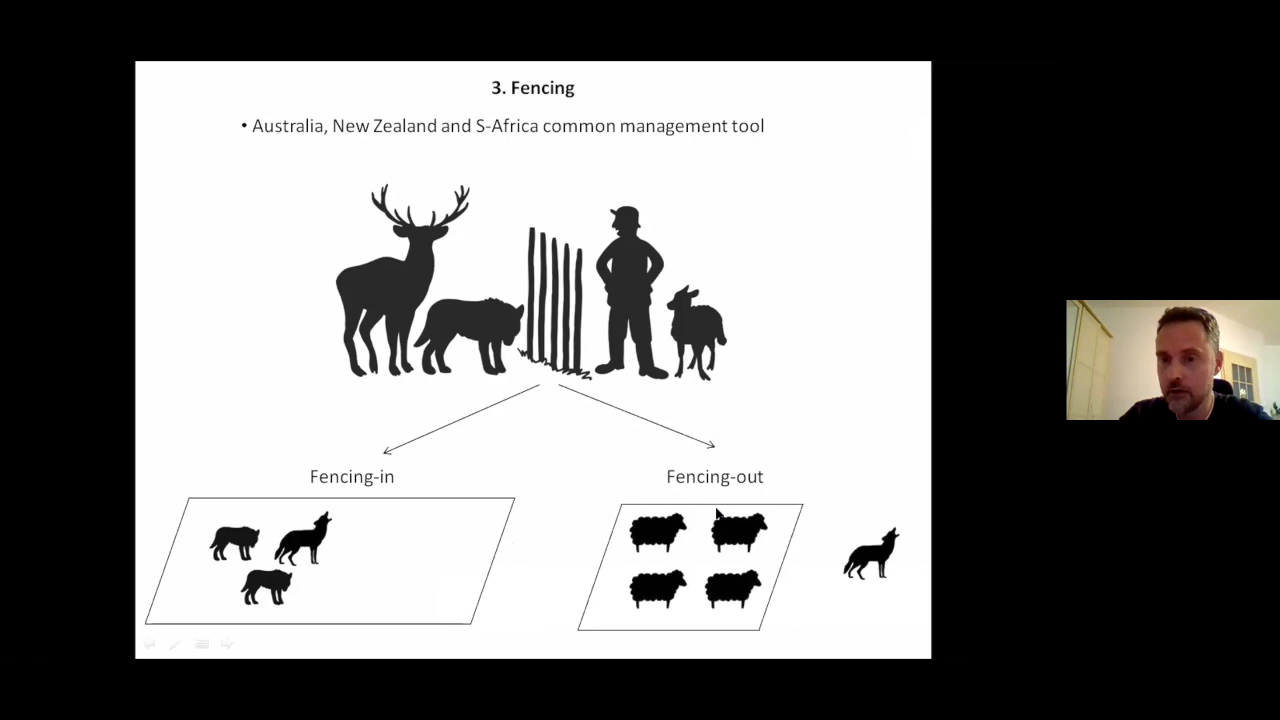 3. Fencing
• Australia, New Zealand and S-Africa common management tool
Fencing-in
Fencing-out